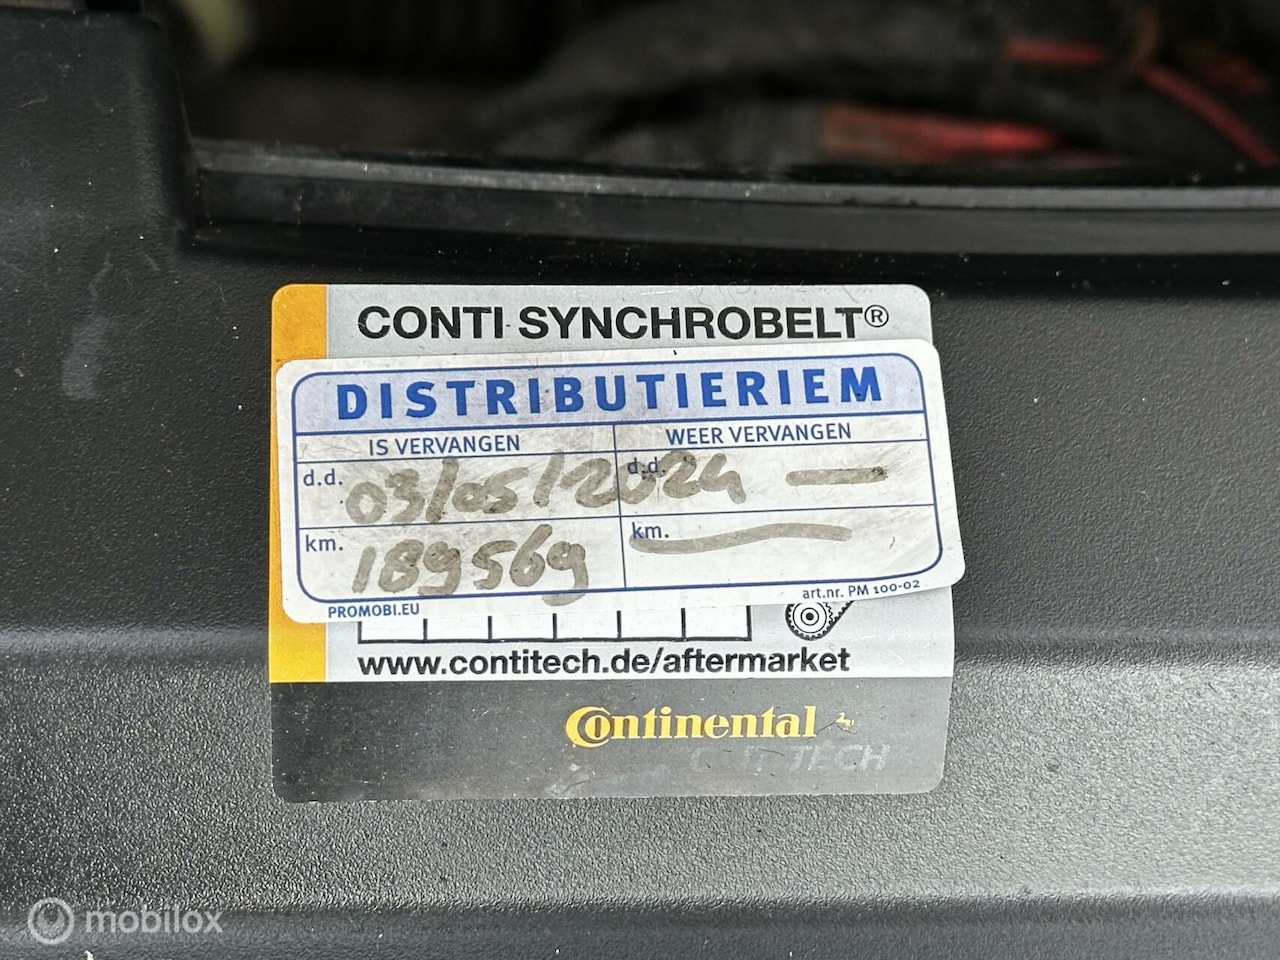 CONTI SYNCHROBELT®
DISTRIBUTIERIEM
IS VERVANGEN WEER VERVANGEN
d.d. 03/05/2024 d.d. —
km. 189569 km. —
PROMOBI.EU art.nr. PM 100-02
www.contitech.de/aftermarket
Continental
TECH
mobilox